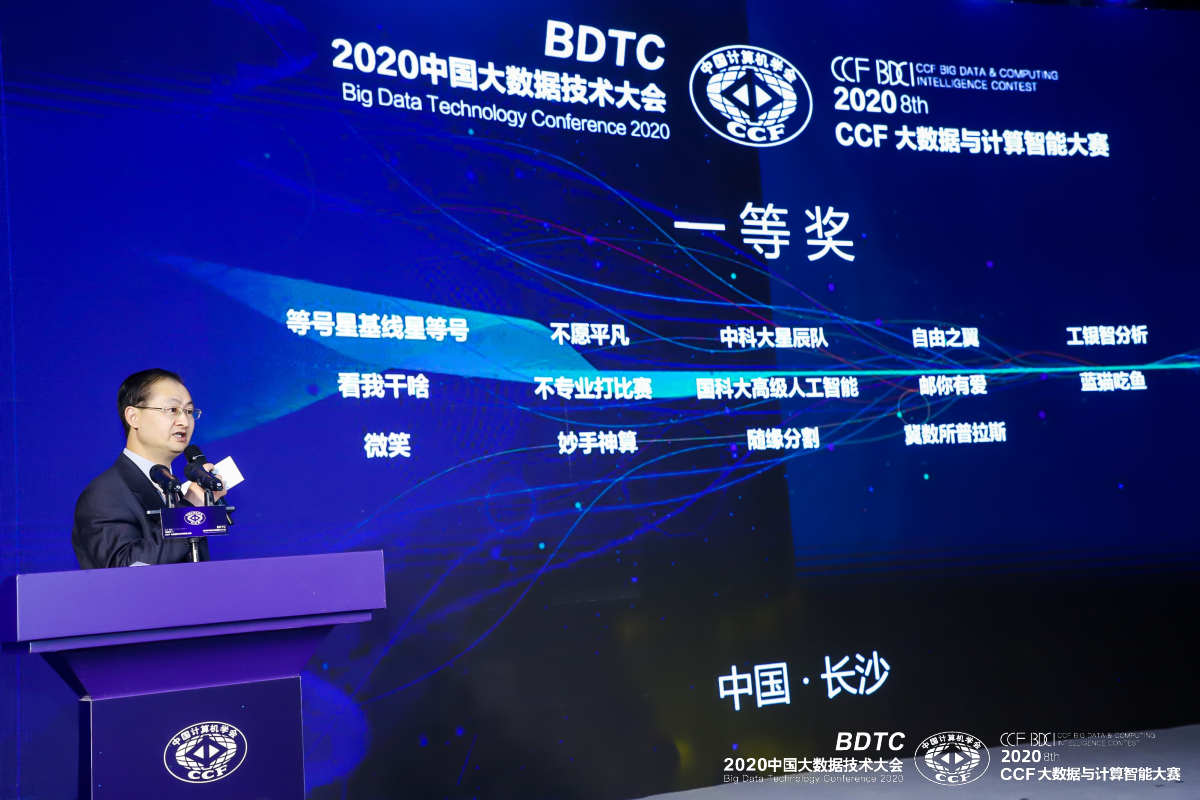 BDTC
2020中国大数据技术大会
Big Data Technology Conference 2020
中国计算机学会
CCF
CCF BDCI CCF BIG DATA & COMPUTING
INTELLIGENCE CONTEST
2020 8th
CCF 大数据与计算智能大赛
一等奖
等号星基线星等号 不愿平凡 中科大星辰队 自由之翼 工银智分析
看我干啥 不专业打比赛 国科大高级人工智能 邮你有爱 蓝猫吃鱼
微笑 妙手神算 随缘分割 冀数所普拉斯
中国·长沙
中国计算机学会
CCF
BDTC
2020中国大数据技术大会
Big Data Technology Conference 2020
中国计算机学会
CCF
CCF BDCI CCF BIG DATA & COMPUTING
INTELLIGENCE CONTEST
2020 8th
CCF 大数据与计算智能大赛